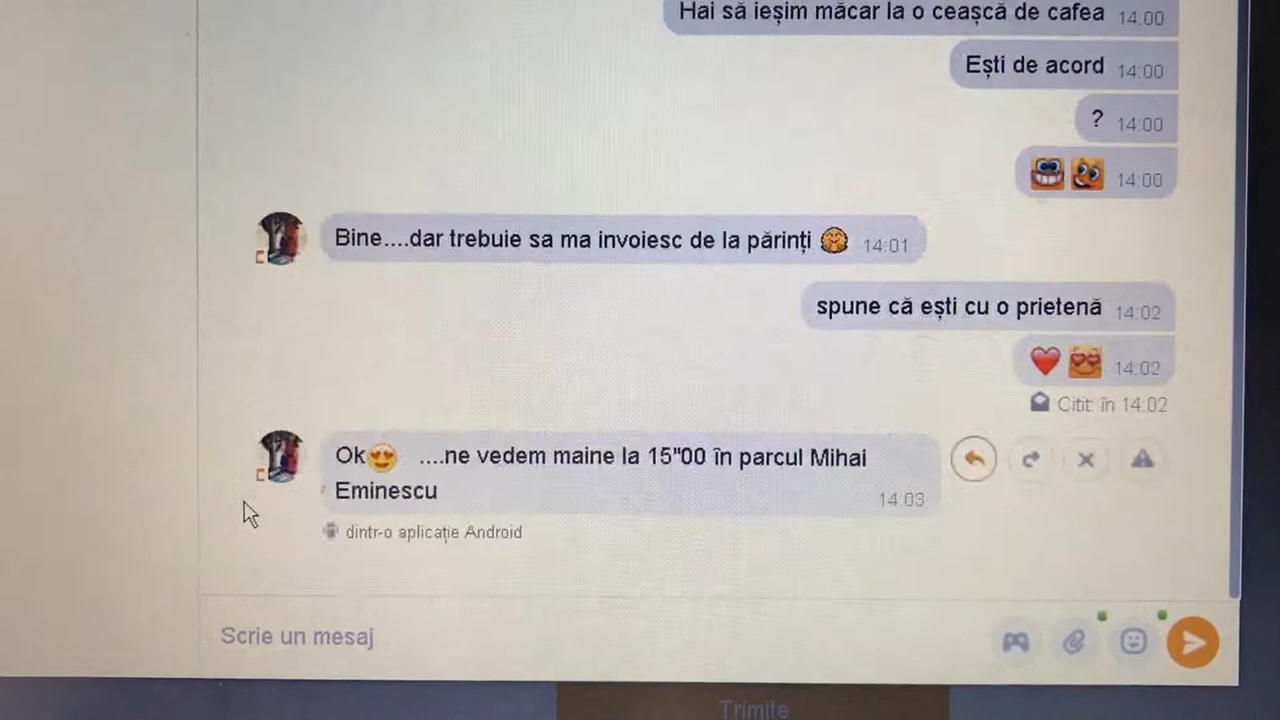 Hai să ieșim măcar la o ceașcă de cafea 14:00
Ești de acord 14:00
? 14:00
14:00
Bine....dar trebuie sa ma invoiesc de la părinți 14:01
spune că ești cu o prietenă 14:02
14:02
Citit: în 14:02
Ok ....ne vedem maine la 15"00 în parcul Mihai
Eminescu 14:03
dintr-o aplicație Android
Scrie un mesaj
Trimite